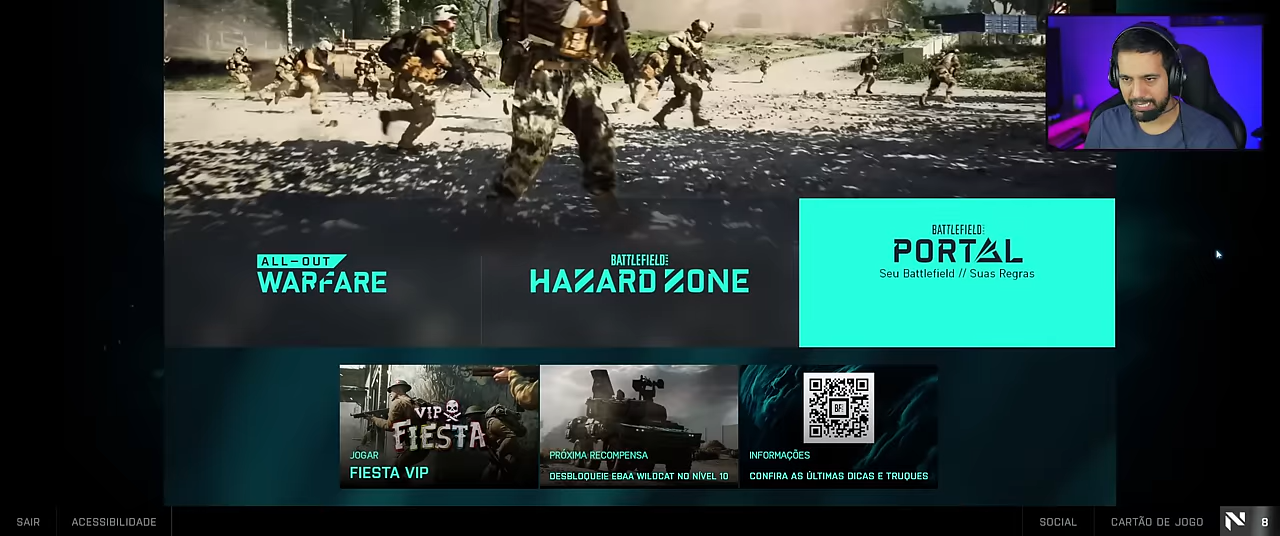 ALL-OUT
WARFARE
BATTLEFIELD
HAZARD ZONE
BATTLEFIELD
PORTAL
Seu Battlefield // Suas Regras
VIP
FIESTA
JOGAR
FIESTA VIP
PRÓXIMA RECOMPENSA
DESBLOQUEIE EBAA WILDCAT NO NÍVEL 10
BF
INFORMAÇÕES
CONFIRA AS ÚLTIMAS DICAS E TRUQUES
SAIR
ACESSIBILIDADE
SOCIAL
CARTÃO DE JOGO
8